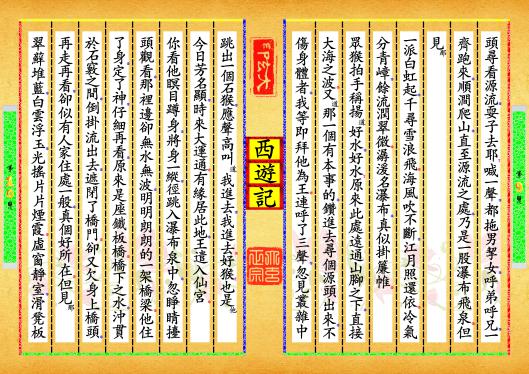 頭尋看源流耍子去耶喊一聲都拖男挈女呼弟呼兄一
齊跑來順澗爬山直至源流之處乃是一股瀑布飛泉但
見那
一派白虹起千尋雪浪飛海風吹不斷江月照還依冷氣
分青嶂餘流潤翠微潺湲名瀑布真似掛簾帷
眾猴拍手稱揚道好水好水原來此處遠通山腳之下直接
大海之波又道那一個有本事的鑽進去尋個源頭出來不
傷身體者我等即拜他為王連呼了三聲忽見叢雜中
西遊記
跳出一個石猴應聲高叫道我進去我進去好猴也是他
今日芳名顯時來大運通有緣居此地王遣入仙宮
你看他瞑目蹲身將身一縱徑跳入瀑布泉中忽睜睛擡
頭觀看那裡邊卻無水無波明明朗朗的一架橋梁他住
了身定了神仔細再看原來是座鐵板橋橋下之水沖貫
於石竅之間倒掛流出去遮閉了橋門卻又欠身上橋頭
再走再看卻似有人家住處一般真個好所在但見那
翠蘚堆藍白雲浮玉光搖片片煙霞虛窗靜室滑凳板